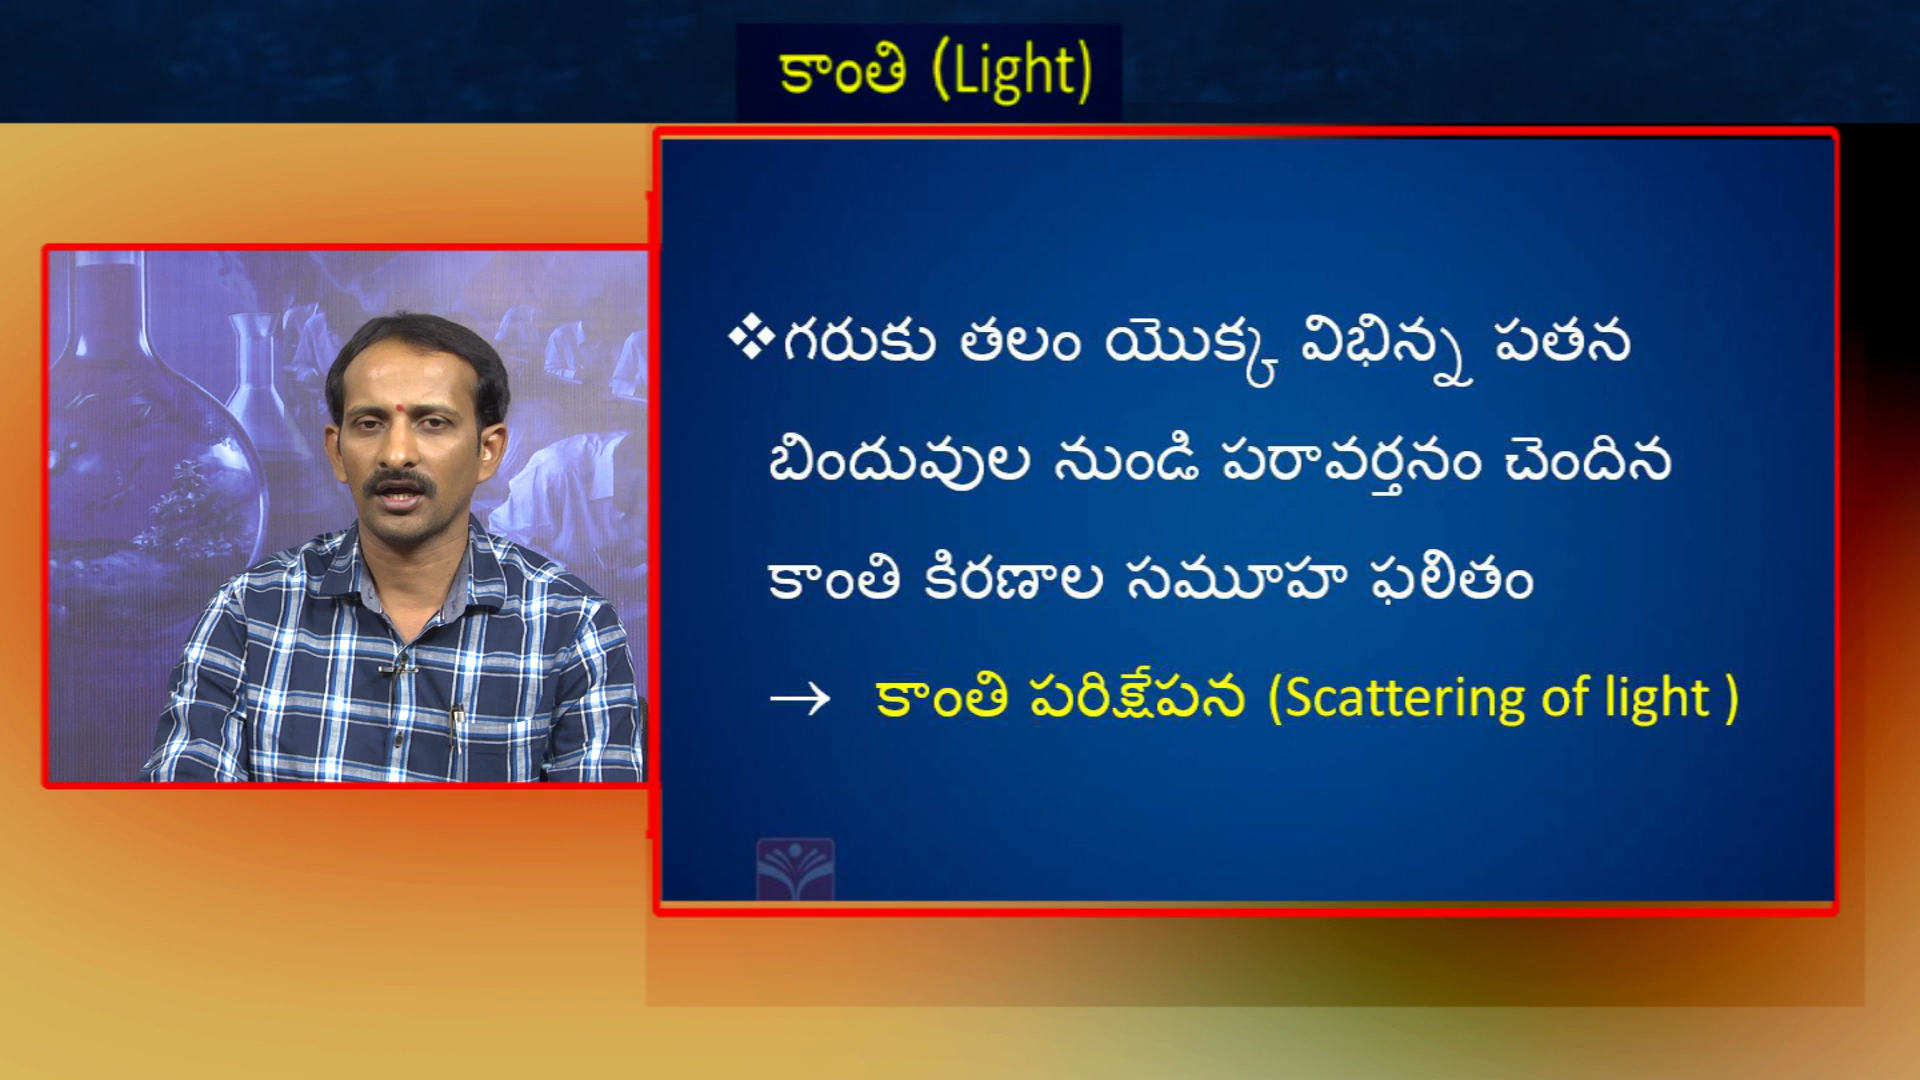 కాంతి (Light)
❖గరుకు తలం యొక్క విభిన్న పతన
బిందువుల నుండి పరావర్తనం చెందిన
కాంతి కిరణాల సమూహ ఫలితం
→ కాంతి పరిక్షేపన (Scattering of light )